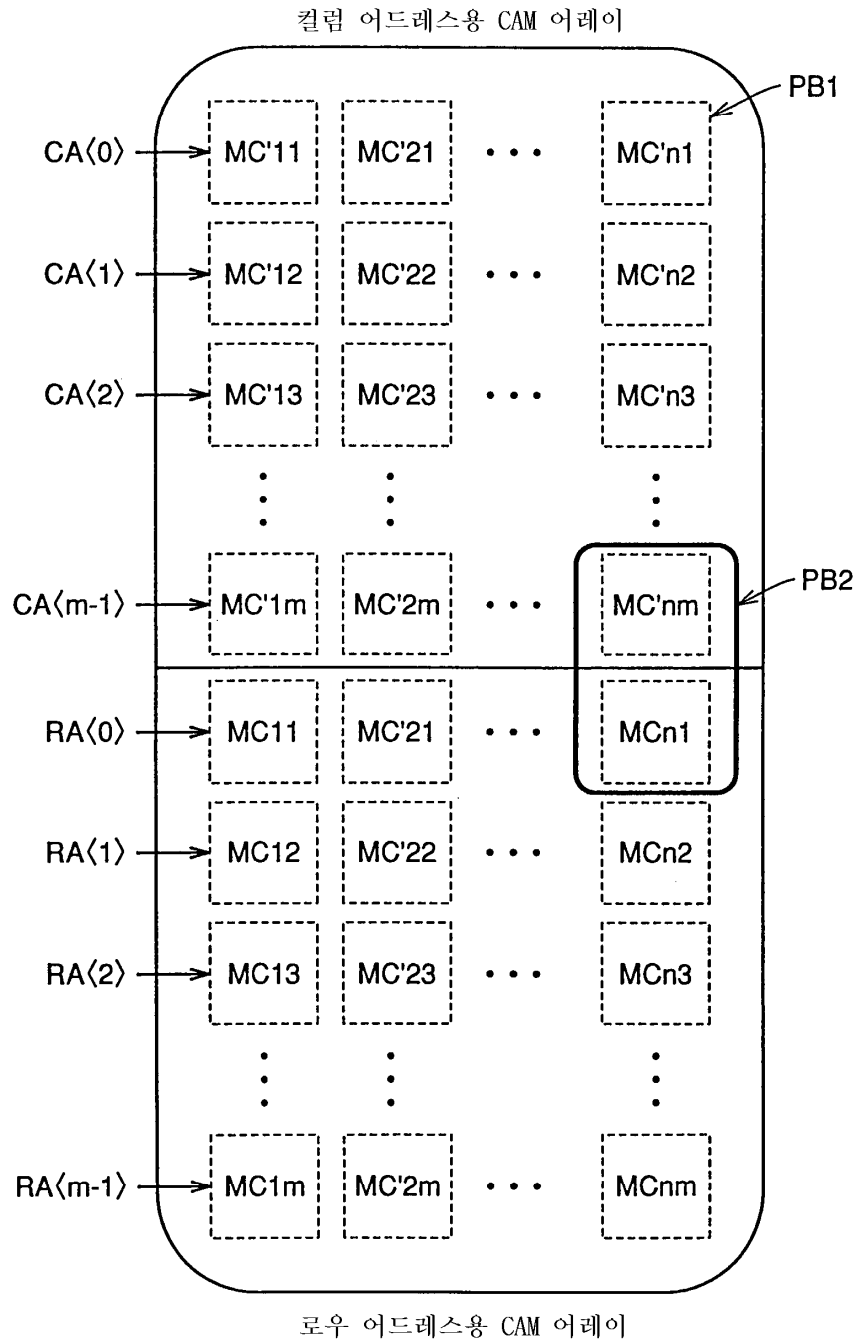 컬럼 어드레스용 CAM 어레이
PB1
CA⟨0⟩ MC'11 MC'21 • • • MC'n1
CA⟨1⟩ MC'12 MC'22 • • • MC'n2
CA⟨2⟩ MC'13 MC'23 • • • MC'n3
CA⟨m-1⟩ MC'1m MC'2m • • • MC'nm PB2
RA⟨0⟩ MC11 MC'21 • • • MCn1
RA⟨1⟩ MC12 MC'22 • • • MCn2
RA⟨2⟩ MC13 MC'23 • • • MCn3
RA⟨m-1⟩ MC1m MC'2m • • • MCnm
로우 어드레스용 CAM 어레이